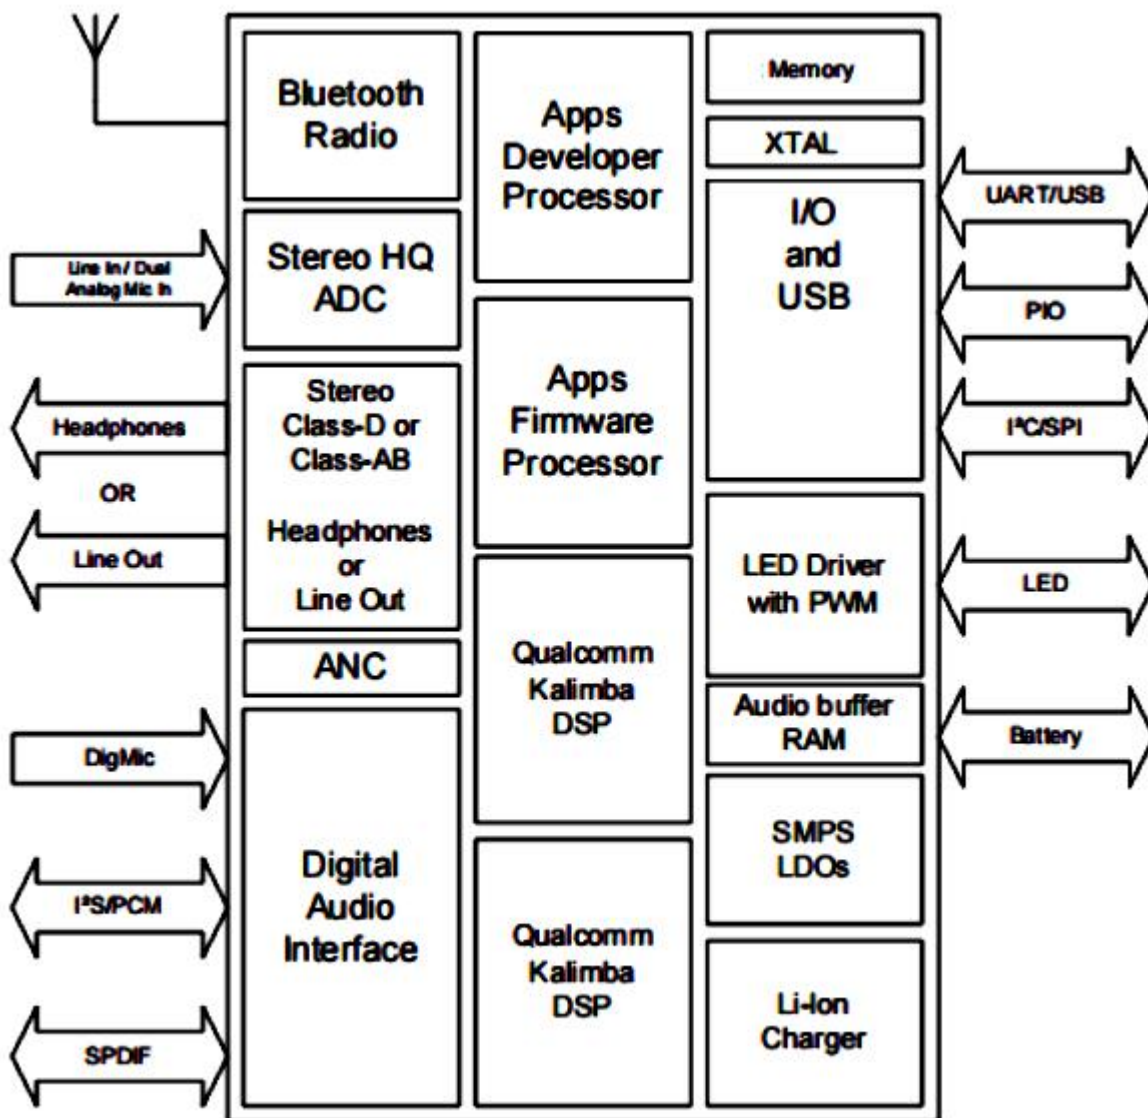 Bluetooth
Radio
Apps
Developer
Processor
Memory
XTAL
I/O
and
USB
UART/USB
PIO
I²C/SPI
Line In / Dual
Analog Mic In
Stereo HQ
ADC
Headphones
OR
Line Out
Stereo
Class-D or
Class-AB
Headphones
or
Line Out
Apps
Firmware
Processor
LED Driver
with PWM
LED
ANC
Qualcomm
Kalimba
DSP
Audio buffer
RAM
Battery
DigMic
I²S/PCM
SPDIF
Digital
Audio
Interface
Qualcomm
Kalimba
DSP
SMPS
LDOs
Li-Ion
Charger